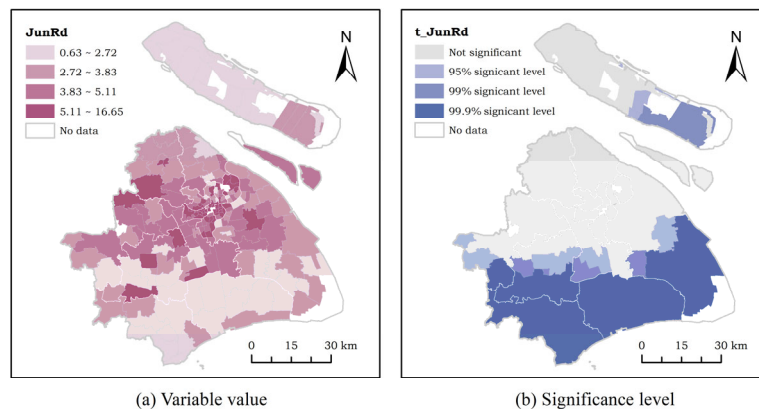 JunRd
0.63 ~ 2.72
2.72 ~ 3.83
3.83 ~ 5.11
5.11 ~ 16.65
No data
N
0 15 30 km
(a) Variable value
t_JunRd
Not significant
95% signicant level
99% signicant level
99.9% signicant level
No data
N
0 15 30 km
(b) Significance level